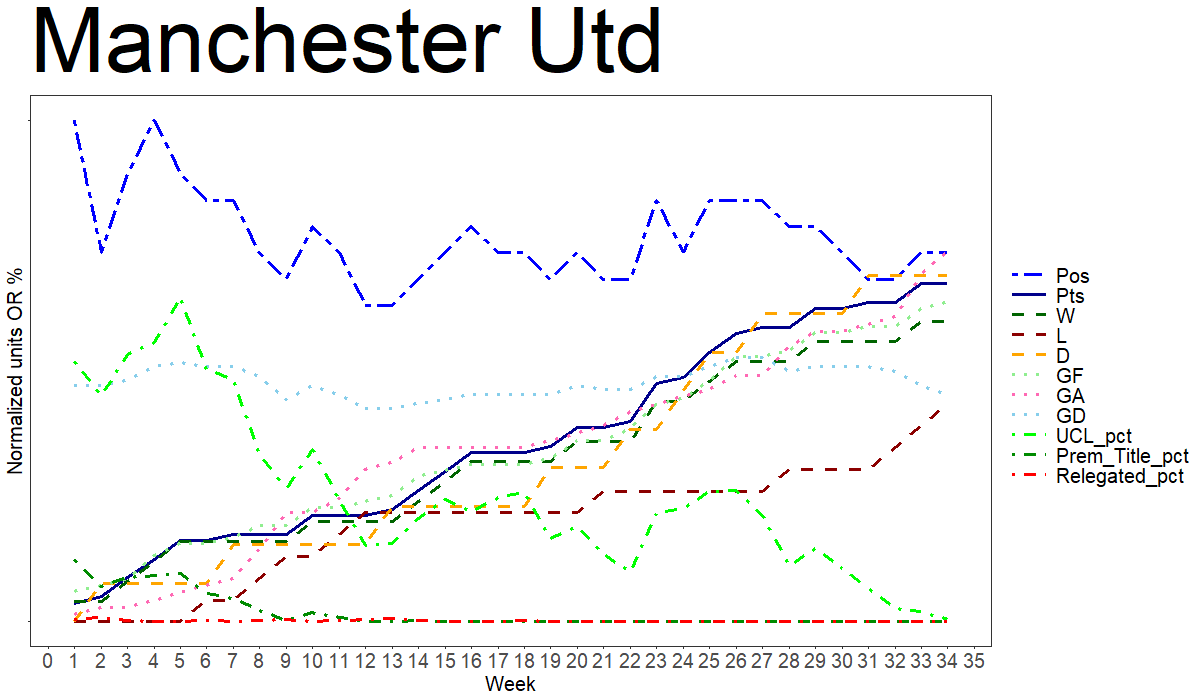 Manchester Utd
Normalized units OR %
0 1 2 3 4 5 6 7 8 9 10 11 12 13 14 15 16 17 18 19 20 21 22 23 24 25 26 27 28 29 30 31 32 33 34 35
Week
Pos
Pts
W
L
D
GF
GA
GD
UCL_pct
Prem_Title_pct
Relegated_pct